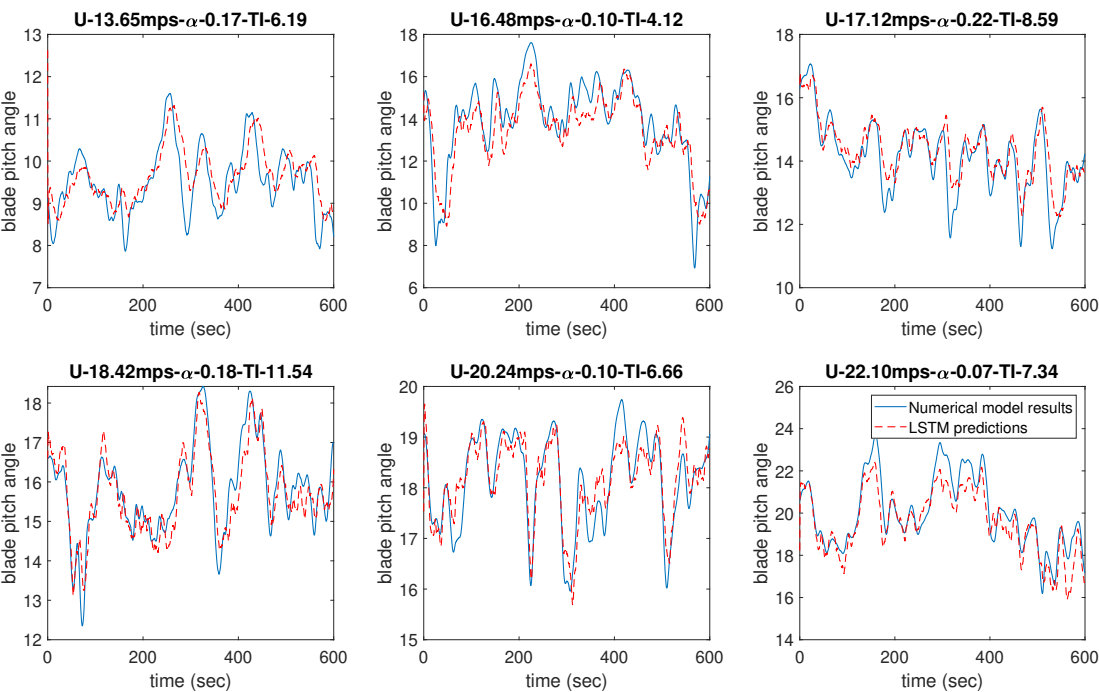 U-13.65mps-α-0.17-TI-6.19
13
12
11
10
9
8
7
blade pitch angle
0 200 400 600
time (sec)
U-16.48mps-α-0.10-TI-4.12
18
16
14
12
10
8
6
blade pitch angle
0 200 400 600
time (sec)
U-17.12mps-α-0.22-TI-8.59
18
16
14
12
10
blade pitch angle
0 200 400 600
time (sec)
U-18.42mps-α-0.18-TI-11.54
18
17
16
15
14
13
12
blade pitch angle
0 200 400 600
time (sec)
U-20.24mps-α-0.10-TI-6.66
20
19
18
17
16
15
blade pitch angle
0 200 400 600
time (sec)
U-22.10mps-α-0.07-TI-7.34
26
24
22
20
18
16
14
blade pitch angle
Numerical model results
LSTM predictions
0 200 400 600
time (sec)